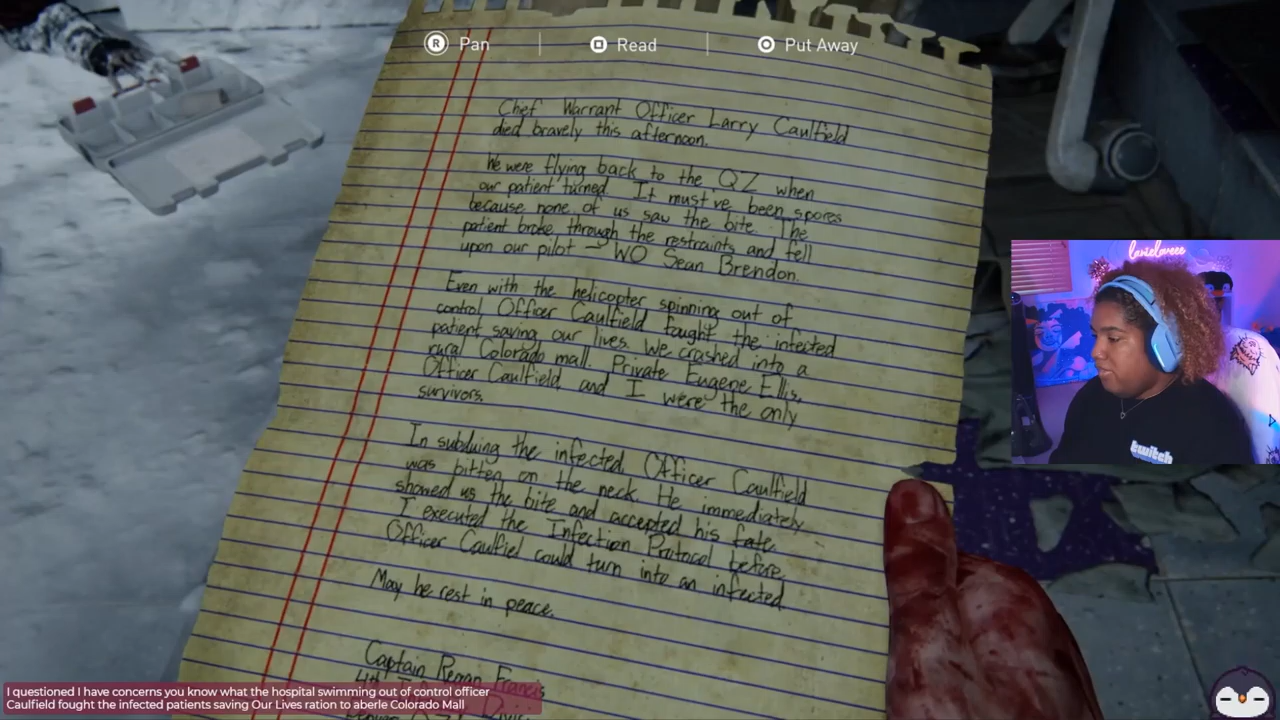 R Pan | Read | Put Away
Chef Warrant Officer Larry Caulfield
died bravely this afternoon.
We were flying back to the QZ when
our patient turned. It must've been spores
because none of us saw the bite. The
patient broke through the restraints and fell
upon our pilot - WO Sean Brendon.
Even with the helicopter spinning out of
control Officer Caulfield fought the infected
patient saving our lives. We crashed into a
rural Colorado mall. Private Eugene Ellis,
Officer Caulfield and I were the only
survivors.
In subduing the infected, Officer Caulfield
was bitten on the neck. He immediately
showed us the bite and accepted his fate.
I executed the Infection Protocol before
Officer Caulfiel could turn into an infected.
May he rest in peace.
Captain Regan Francis
lovieloveee
twitch
I questioned I have concerns you know what the hospital swimming out of control officer
Caulfield fought the infected patients saving Our Lives ration to aberle Colorado Mall